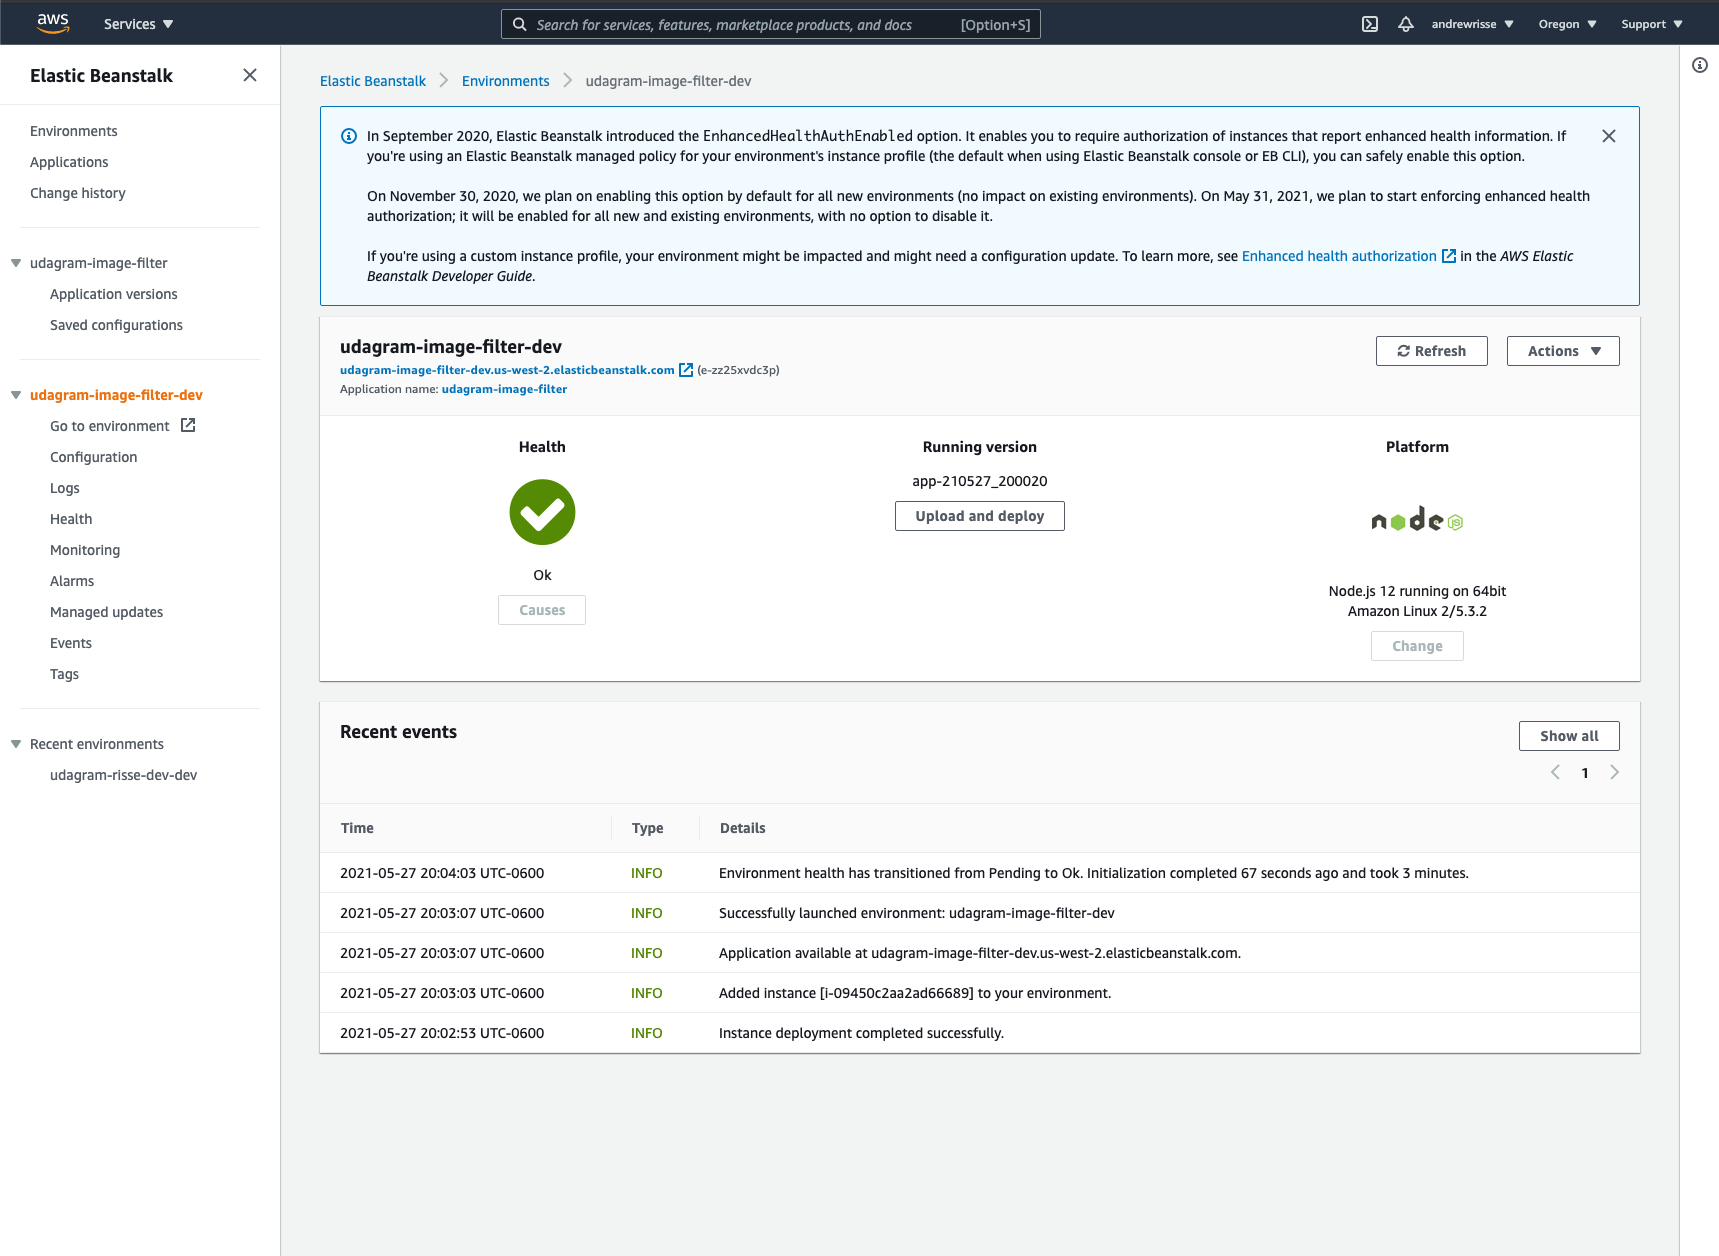 aws
Services
Search for services, features, marketplace products, and docs [Option+S]
andrewrisse
Oregon
Support
Elastic Beanstalk
Environments
Applications
Change history
udagram-image-filter
Application versions
Saved configurations
udagram-image-filter-dev
Go to environment
Configuration
Logs
Health
Monitoring
Alarms
Managed updates
Events
Tags
Recent environments
udagram-risse-dev-dev
Elastic Beanstalk
Environments
udagram-image-filter-dev
In September 2020, Elastic Beanstalk introduced the EnhancedHealthAuthEnabled option. It enables you to require authorization of instances that report enhanced health information. If
you're using an Elastic Beanstalk managed policy for your environment's instance profile (the default when using Elastic Beanstalk console or EB CLI), you can safely enable this option.
On November 30, 2020, we plan on enabling this option by default for all new environments (no impact on existing environments). On May 31, 2021, we plan to start enforcing enhanced health
authorization; it will be enabled for all new and existing environments, with no option to disable it.
If you're using a custom instance profile, your environment might be impacted and might need a configuration update. To learn more, see Enhanced health authorization in the AWS Elastic
Beanstalk Developer Guide.
udagram-image-filter-dev
udagram-image-filter-dev.us-west-2.elasticbeanstalk.com (e-zz25xvdc3p)
Application name: udagram-image-filter
Refresh
Actions
Health
Ok
Causes
Running version
app-210527_200020
Upload and deploy
Platform
node JS
Node.js 12 running on 64bit
Amazon Linux 2/5.3.2
Change
Recent events
Show all
1
Time Type Details
2021-05-27 20:04:03 UTC-0600 INFO Environment health has transitioned from Pending to Ok. Initialization completed 67 seconds ago and took 3 minutes.
2021-05-27 20:03:07 UTC-0600 INFO Successfully launched environment: udagram-image-filter-dev
2021-05-27 20:03:07 UTC-0600 INFO Application available at udagram-image-filter-dev.us-west-2.elasticbeanstalk.com.
2021-05-27 20:03:03 UTC-0600 INFO Added instance [i-09450c2aa2ad66689] to your environment.
2021-05-27 20:02:53 UTC-0600 INFO Instance deployment completed successfully.